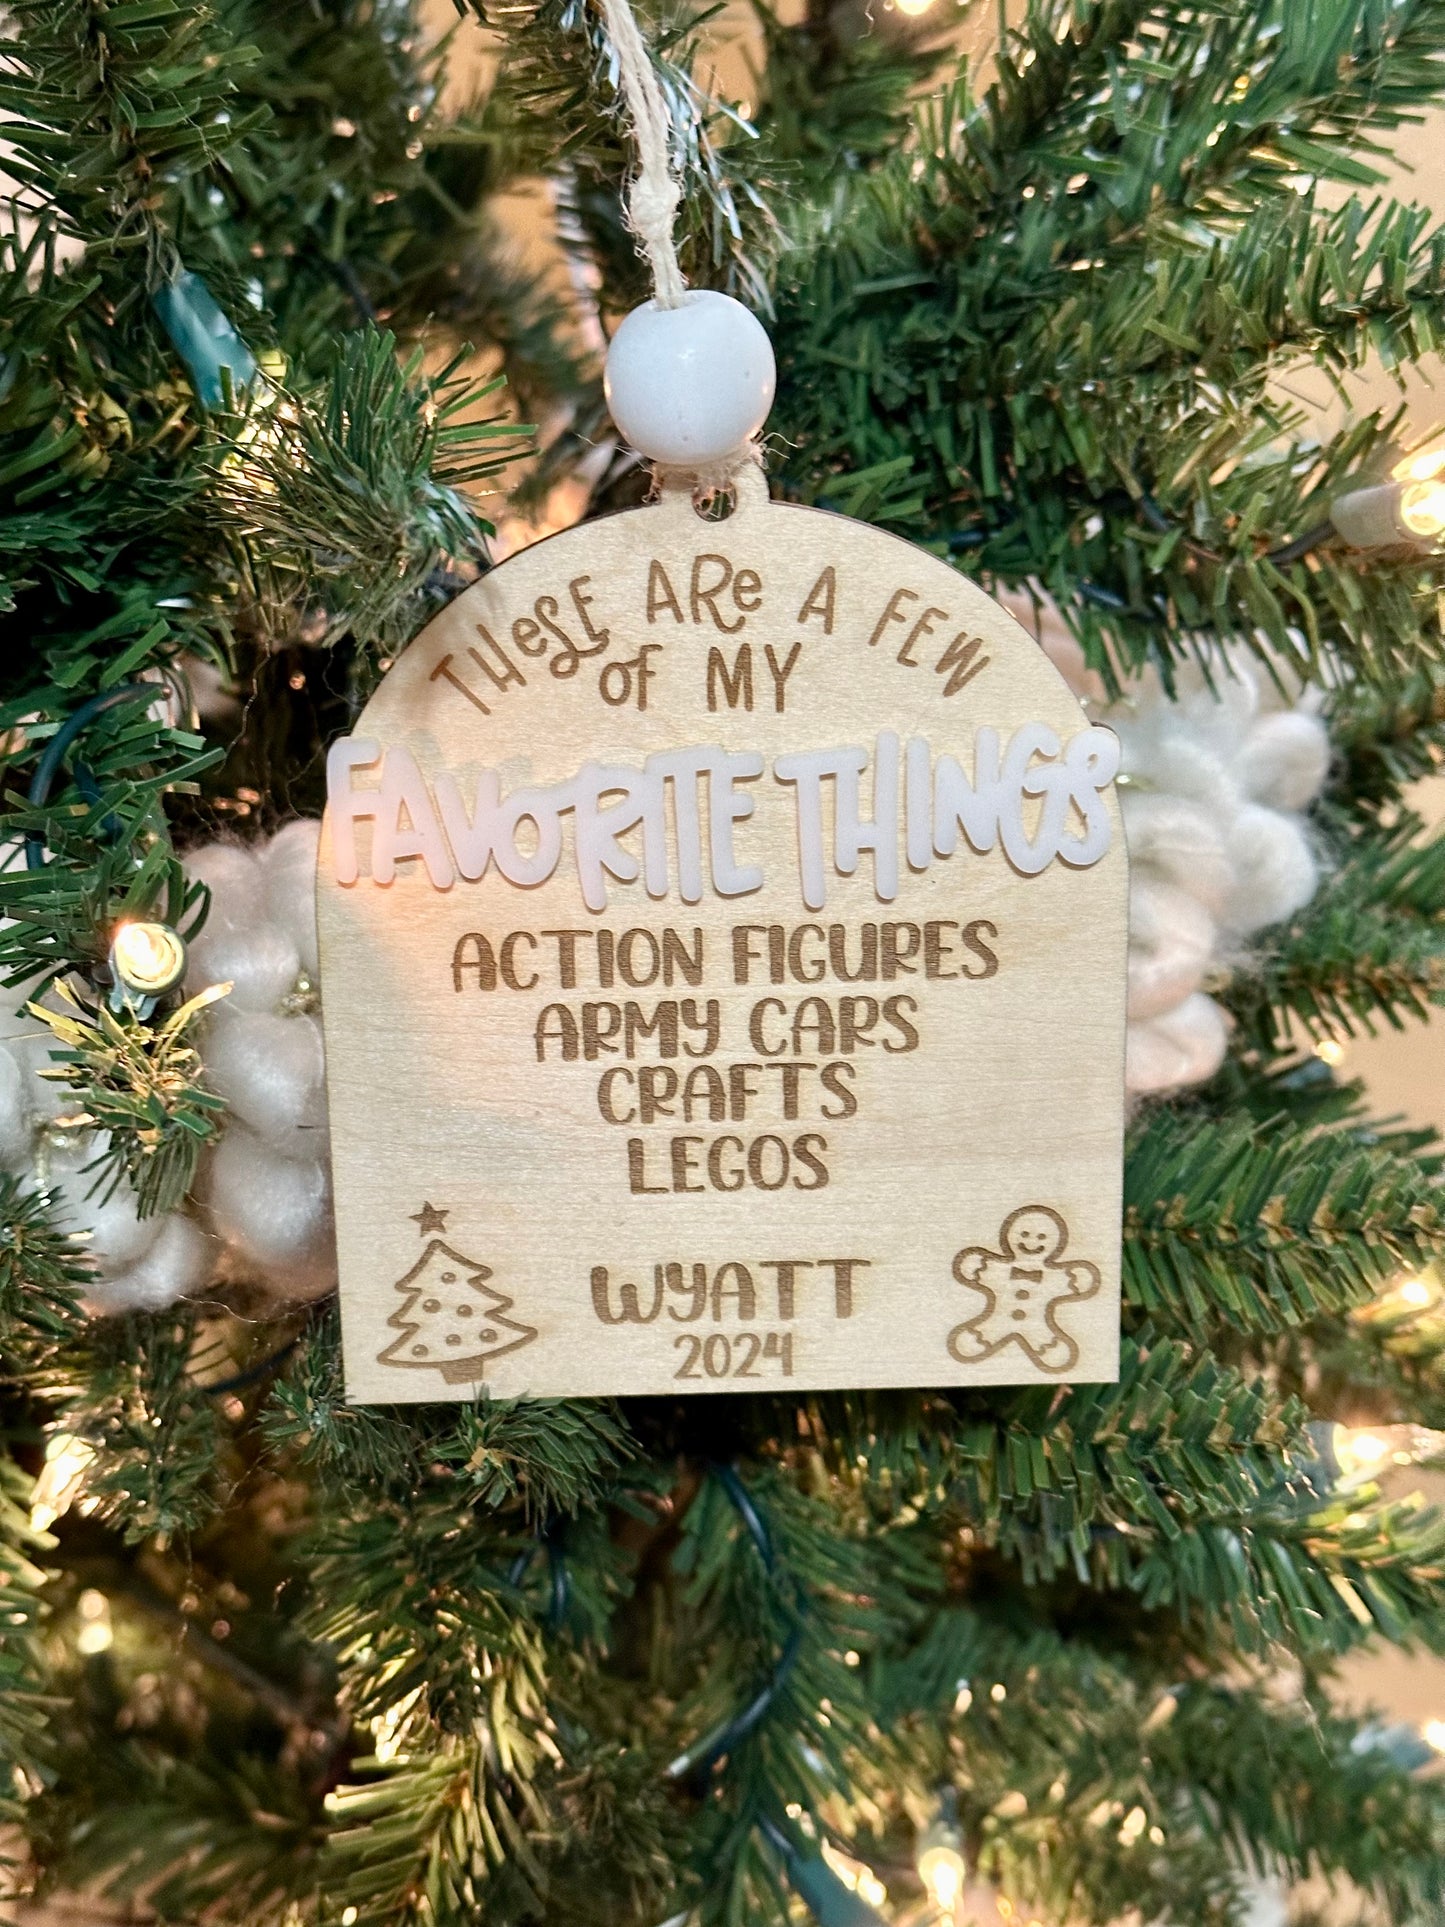 THeSE ARe A FEW
OF MY
FAVORITE THINGS
ACTION FIGURES
ARMY CARS
CRAFTS
LEGOS
WYATT
2024